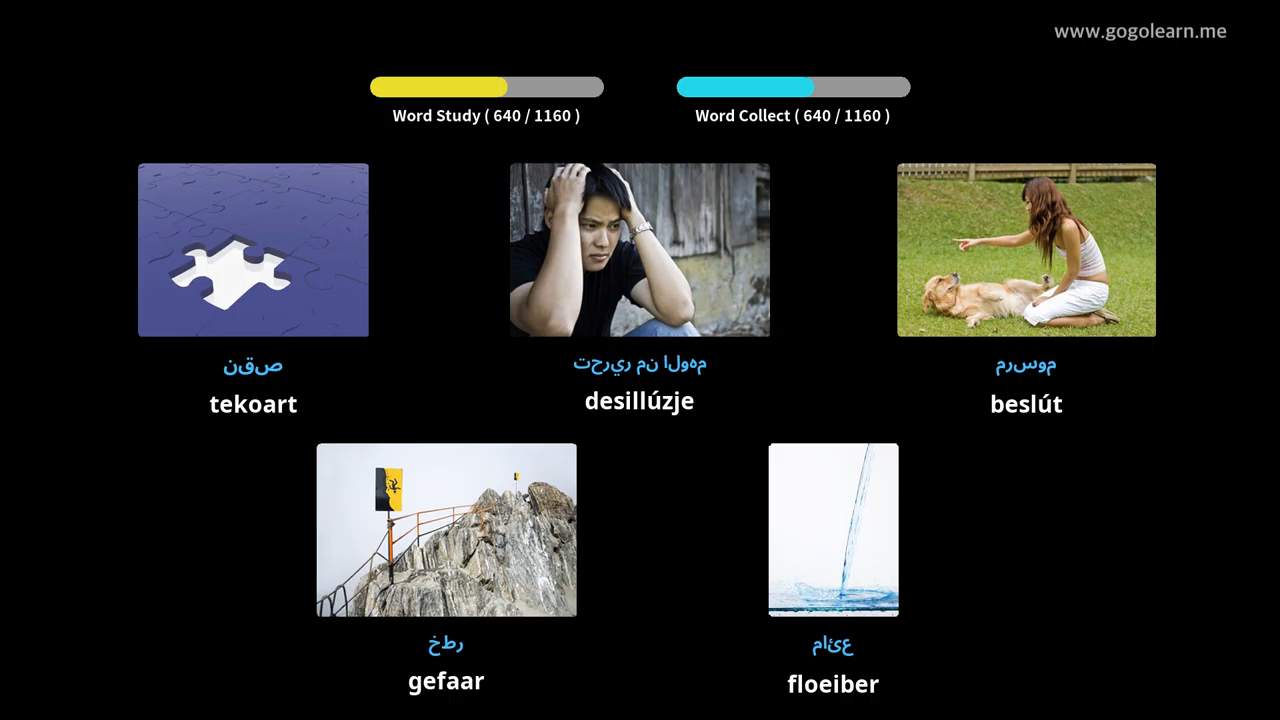 www.gogolearn.me
Word Study ( 640 / 1160 )
Word Collect ( 640 / 1160 )
نقص
تحرير من الوهم
مرسوم
tekoart
desillúzje
beslút
خطر
مائع
gefaar
floeiber